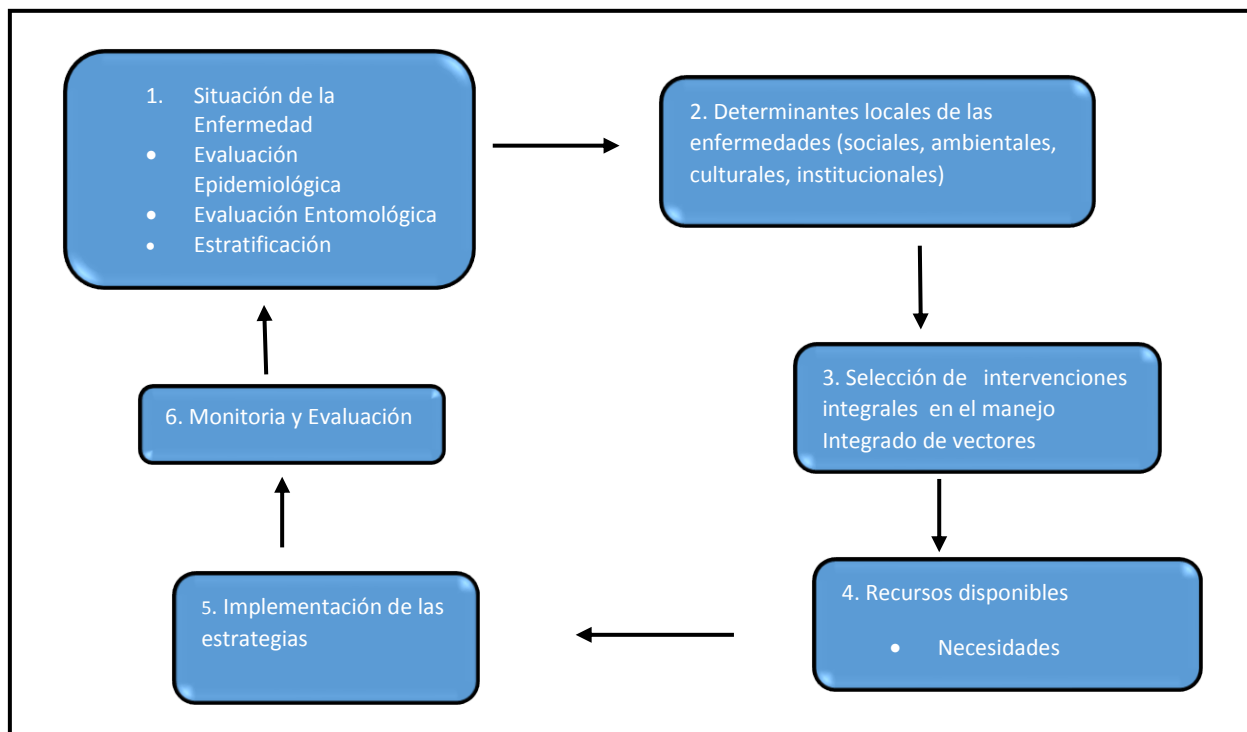 1. Situación de la
Enfermedad
• Evaluación
Epidemiológica
• Evaluación Entomológica
• Estratificación
2. Determinantes locales de las
enfermedades (sociales, ambientales,
culturales, institucionales)
3. Selección de intervenciones
integrales en el manejo
Integrado de vectores
4. Recursos disponibles
• Necesidades
5. Implementación de las
estrategias
6. Monitoria y Evaluación